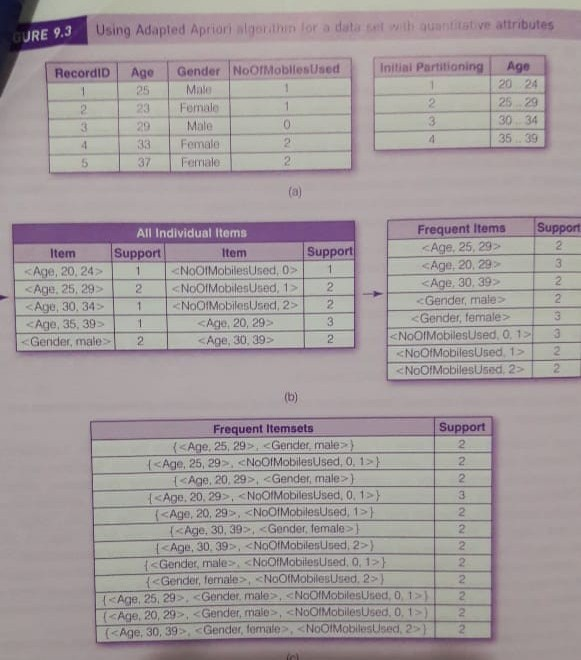 GURE 9.3 Using Adapted Apriori algorithm for a data set with quantitative attributes
RecordID Age Gender NoOfMobilesUsed
1 25 Male 1
2 23 Female 1
3 29 Male 0
4 33 Female 2
5 37 Female 2
Initial Partitioning Age
1 20 .. 24
2 25 .. 29
3 30 .. 34
4 35 .. 39
(a)
All Individual Items
Item Support Item Support
<Age, 20, 24> 1 <NoOfMobilesUsed, 0> 1
<Age, 25, 29> 2 <NoOfMobilesUsed, 1> 2
<Age, 30, 34> 1 <NoOfMobilesUsed, 2> 2
<Age, 35, 39> 1 <Age, 20, 29> 3
<Gender, male> 2 <Age, 30, 39> 2
Frequent Items Support
<Age, 25, 29> 2
<Age, 20, 29> 3
<Age, 30, 39> 2
<Gender, male> 2
<Gender, female> 3
<NoOfMobilesUsed, 0, 1> 3
<NoOfMobilesUsed, 1> 2
<NoOfMobilesUsed, 2> 2
(b)
Frequent Itemsets Support
{<Age, 25, 29>, <Gender, male>} 2
{<Age, 25, 29>, <NoOfMobilesUsed, 0, 1>} 2
{<Age, 20, 29>, <Gender, male>} 2
{<Age, 20, 29>, <NoOfMobilesUsed, 0, 1>} 3
{<Age, 20, 29>, <NoOfMobilesUsed, 1>} 2
{<Age, 30, 39>, <Gender, female>} 2
{<Age, 30, 39>, <NoOfMobilesUsed, 2>} 2
{<Gender, male>, <NoOfMobilesUsed, 0, 1>} 2
{<Gender, female>, <NoOfMobilesUsed, 2>} 2
{<Age, 25, 29>, <Gender, male>, <NoOfMobilesUsed, 0, 1>} 2
{<Age, 20, 29>, <Gender, male>, <NoOfMobilesUsed, 0, 1>} 2
{<Age, 30, 39>, <Gender, female>, <NoOfMobilesUsed, 2>} 2
(c)